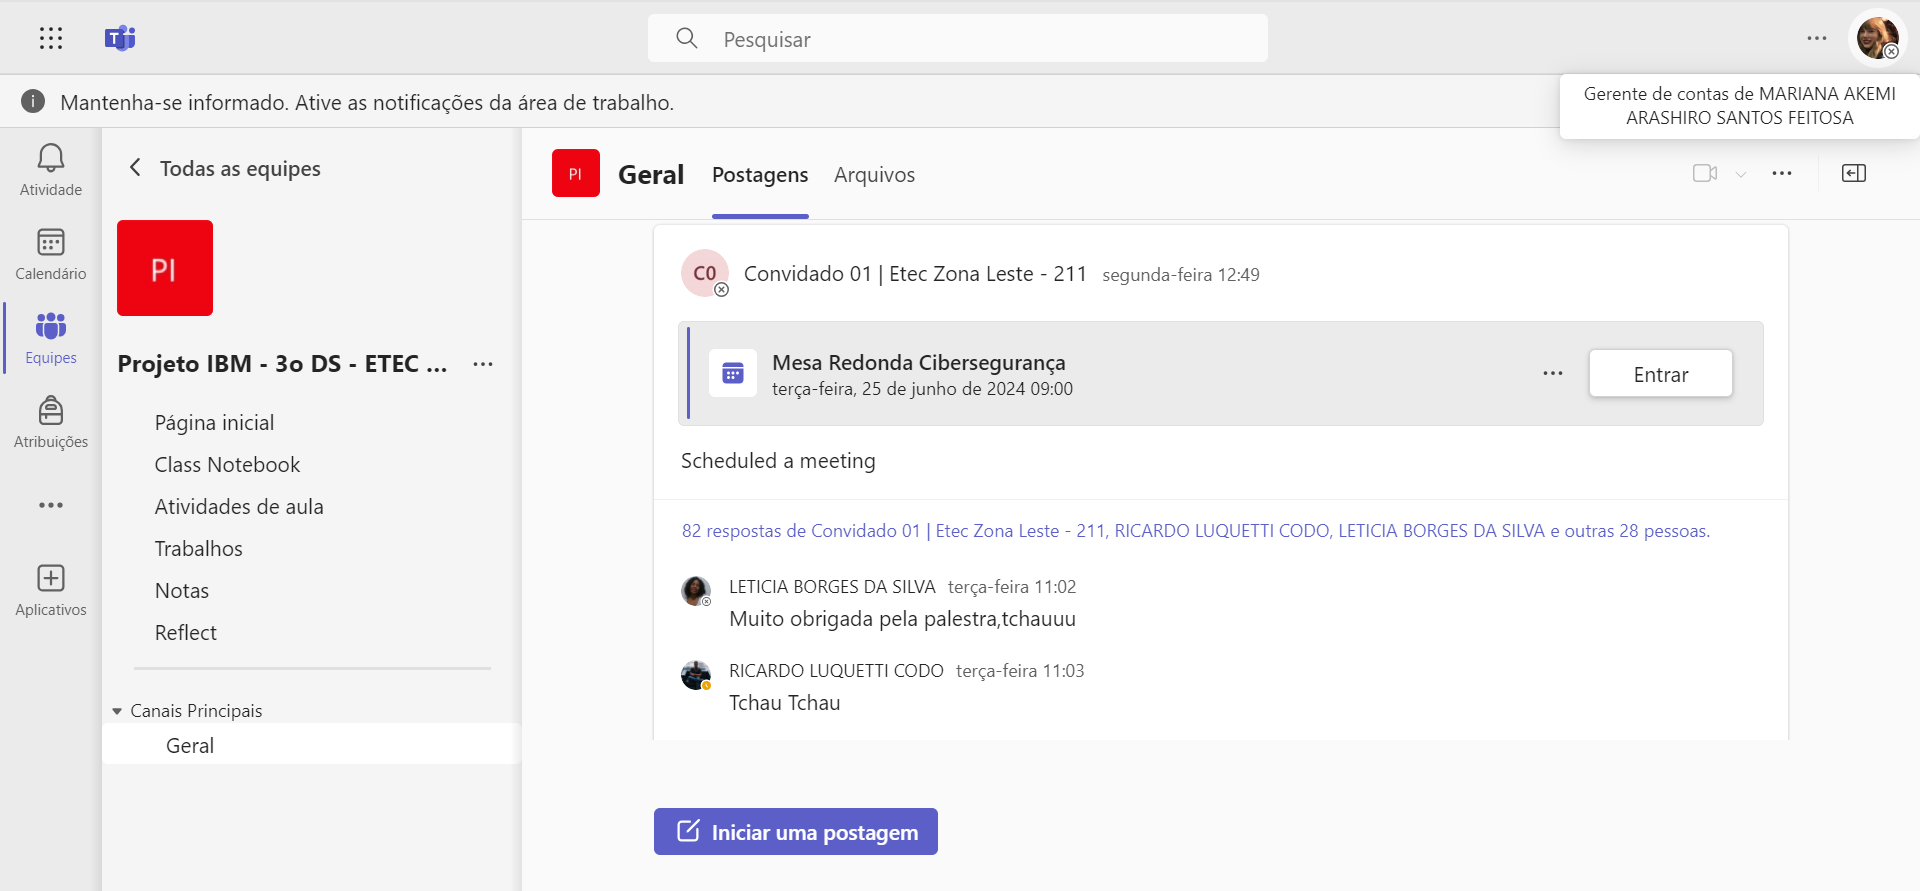 Pesquisar
Mantenha-se informado. Ative as notificações da área de trabalho.
Gerente de contas de MARIANA AKEMI
ARASHIRO SANTOS FEITOSA
Atividade
Calendário
Equipes
Atribuições
Aplicativos
Todas as equipes
PI
Projeto IBM - 3o DS - ETEC ...
Página inicial
Class Notebook
Atividades de aula
Trabalhos
Notas
Reflect
Canais Principais
Geral
PI
Geral
Postagens
Arquivos
C0
Convidado 01 | Etec Zona Leste - 211 segunda-feira 12:49
Mesa Redonda Cibersegurança
terça-feira, 25 de junho de 2024 09:00
Entrar
Scheduled a meeting
82 respostas de Convidado 01 | Etec Zona Leste - 211, RICARDO LUQUETTI CODO, LETICIA BORGES DA SILVA e outras 28 pessoas.
LETICIA BORGES DA SILVA terça-feira 11:02
Muito obrigada pela palestra,tchauuu
RICARDO LUQUETTI CODO terça-feira 11:03
Tchau Tchau
Iniciar uma postagem